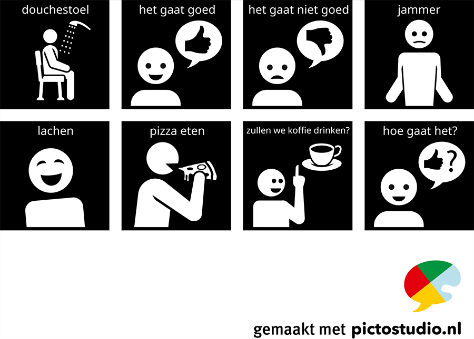 douchestoel
het gaat goed
het gaat niet goed
jammer
lachen
pizza eten
zullen we koffie drinken?
hoe gaat het?
?
gemaakt met pictostudio.nl